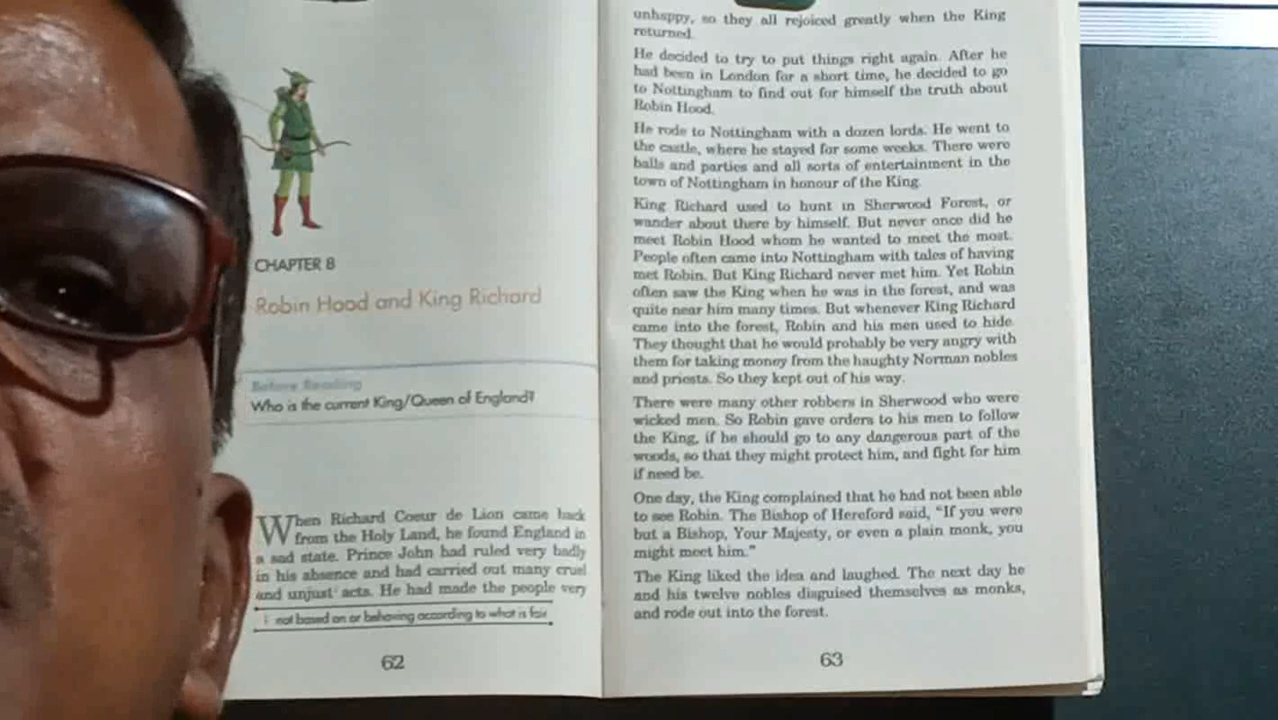 CHAPTER 8
Robin Hood and King Richard
Before Reading
Who is the current King/Queen of England?
When Richard Coeur de Lion came back
from the Holy Land, he found England in
a sad state. Prince John had ruled very badly
in his absence and had carried out many cruel
and unjust¹ acts. He had made the people very
1 not based on or behaving according to what is fair
62
unhappy, so they all rejoiced greatly when the King
returned.
He decided to try to put things right again. After he
had been in London for a short time, he decided to go
to Nottingham to find out for himself the truth about
Robin Hood.
He rode to Nottingham with a dozen lords. He went to
the castle, where he stayed for some weeks. There were
balls and parties and all sorts of entertainment in the
town of Nottingham in honour of the King.
King Richard used to hunt in Sherwood Forest, or
wander about there by himself. But never once did he
meet Robin Hood whom he wanted to meet the most.
People often came into Nottingham with tales of having
met Robin. But King Richard never met him. Yet Robin
often saw the King when he was in the forest, and was
quite near him many times. But whenever King Richard
came into the forest, Robin and his men used to hide.
They thought that he would probably be very angry with
them for taking money from the haughty Norman nobles
and priests. So they kept out of his way.
There were many other robbers in Sherwood who were
wicked men. So Robin gave orders to his men to follow
the King, if he should go to any dangerous part of the
woods, so that they might protect him, and fight for him
if need be.
One day, the King complained that he had not been able
to see Robin. The Bishop of Hereford said, "If you were
but a Bishop, Your Majesty, or even a plain monk, you
might meet him."
The King liked the idea and laughed. The next day he
and his twelve nobles disguised themselves as monks,
and rode out into the forest.
63